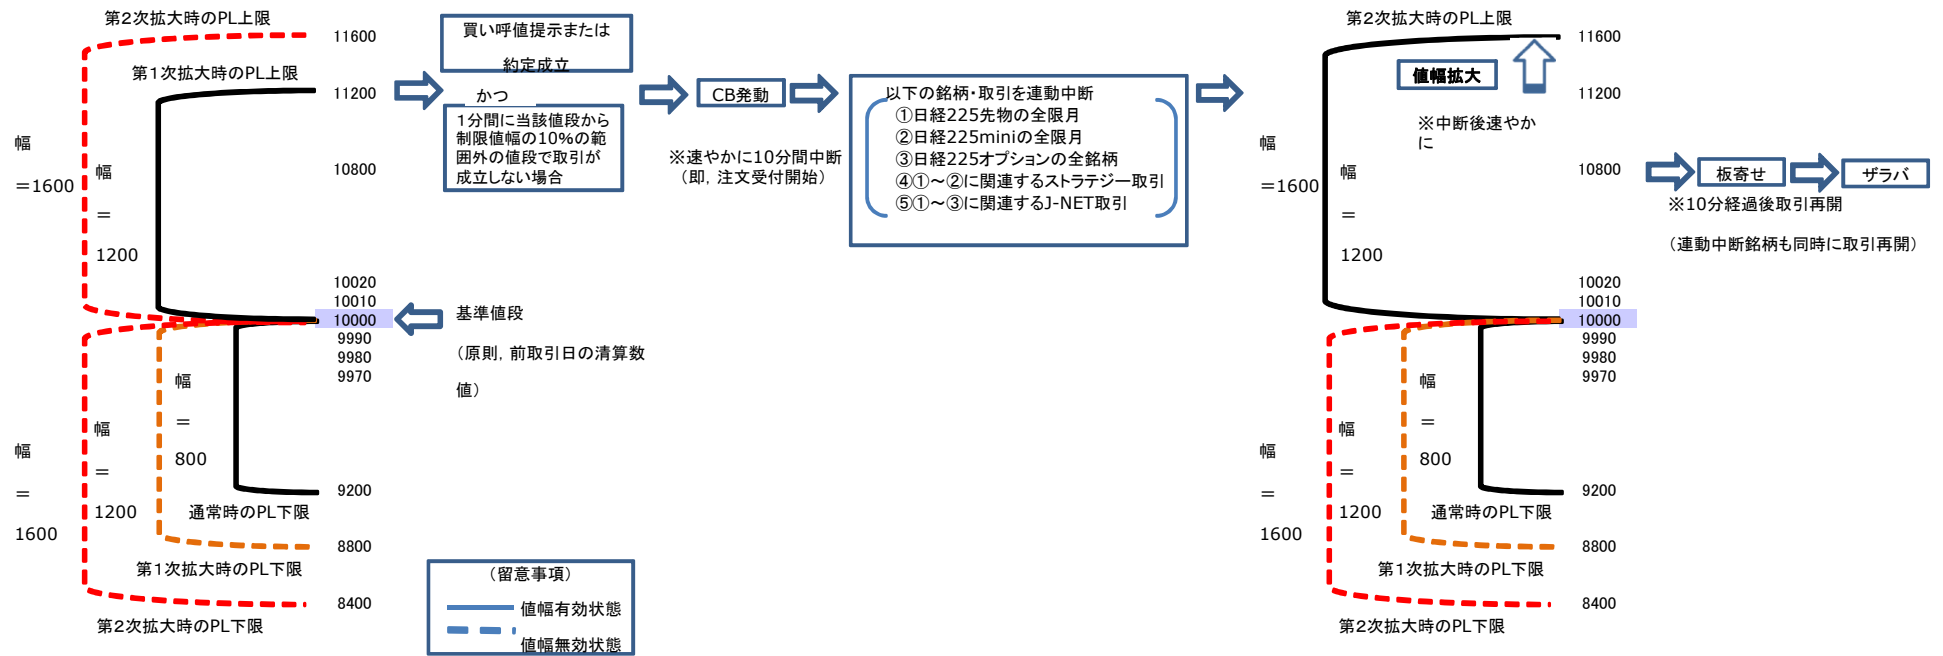 第2次拡大時のPL上限
11600
第1次拡大時のPL上限
11200
10800
幅
=1600
幅
=
1200
10020
10010
10000
9990
9980
9970
幅
=
800
幅
=
1200
幅
=
1600
9200
通常時のPL下限
8800
第1次拡大時のPL下限
8400
第2次拡大時のPL下限
買い呼値提示または
約定成立
かつ
1分間に当該値段から
制限値幅の10%の範
囲外の値段で取引が
成立しない場合
基準値段
（原則, 前取引日の清算数
値）
（留意事項）
値幅有効状態
値幅無効状態
CB発動
※速やかに10分間中断
（即, 注文受付開始）
以下の銘柄・取引を連動中断
①日経225先物の全限月
②日経225miniの全限月
③日経225オプションの全銘柄
④①～②に関連するストラテジー取引
⑤①～③に関連するJ-NET取引
第2次拡大時のPL上限
11600
値幅拡大
11200
※中断後速やか
に
10800
幅
=1600
幅
=
1200
10020
10010
10000
9990
9980
9970
幅
=
800
幅
=
1200
幅
=
1600
9200
通常時のPL下限
8800
第1次拡大時のPL下限
8400
第2次拡大時のPL下限
板寄せ
ザラバ
※10分経過後取引再開
（連動中断銘柄も同時に取引再開）